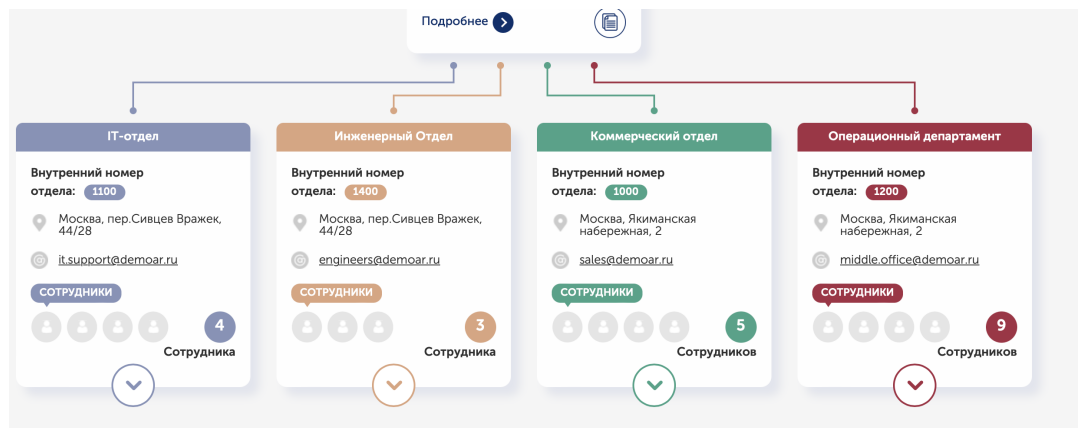 Подробнее
IT-отдел
Внутренний номер
отдела: 1100
Москва, пер.Сивцев Вражек,
44/28
it.support@demoar.ru
СОТРУДНИКИ
4
Сотрудника
Инженерный Отдел
Внутренний номер
отдела: 1400
Москва, пер.Сивцев Вражек,
44/28
engineers@demoar.ru
СОТРУДНИКИ
3
Сотрудника
Коммерческий отдел
Внутренний номер
отдела: 1000
Москва, Якиманская
набережная, 2
sales@demoar.ru
СОТРУДНИКИ
5
Сотрудников
Операционный департамент
Внутренний номер
отдела: 1200
Москва, Якиманская
набережная, 2
middle.office@demoar.ru
СОТРУДНИКИ
9
Сотрудников